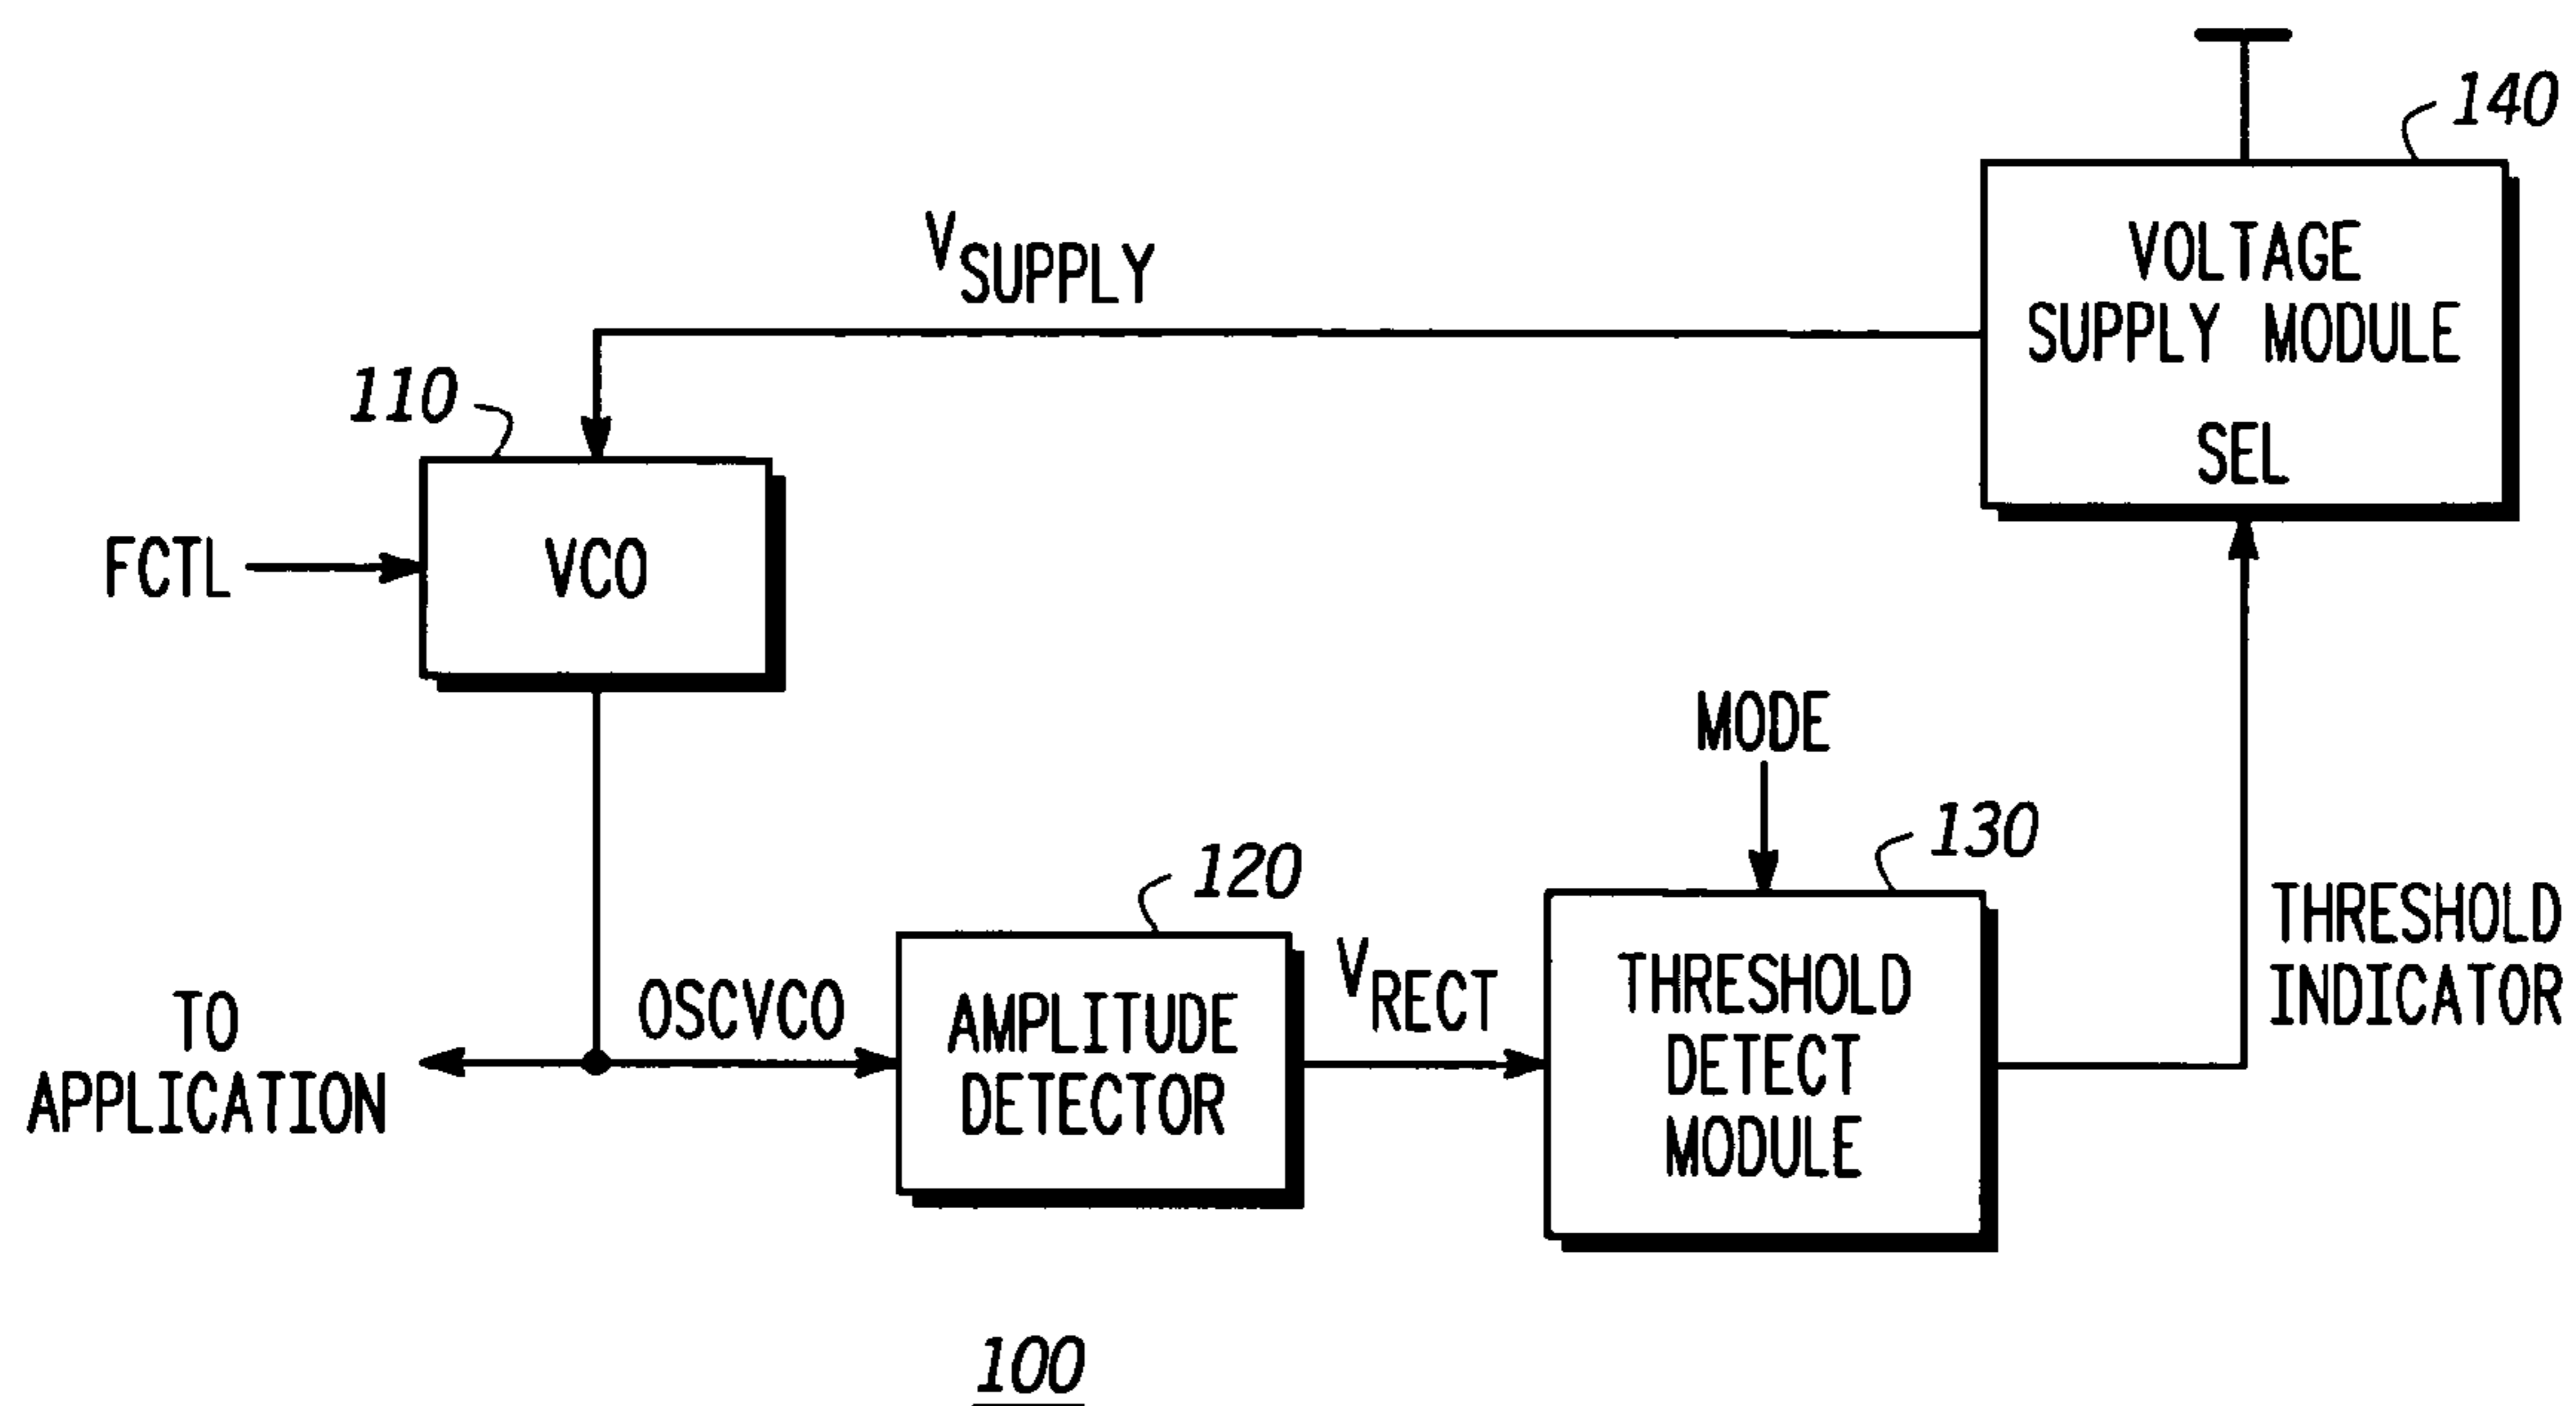 140
VOLTAGE
SUPPLY MODULE
SEL
VSUPPLY
110
FCTL
VCO
MODE
130
120
THRESHOLD
INDICATOR
TO
APPLICATION
OSCVCO
AMPLITUDE
DETECTOR
VRECT
THRESHOLD
DETECT
MODULE
100